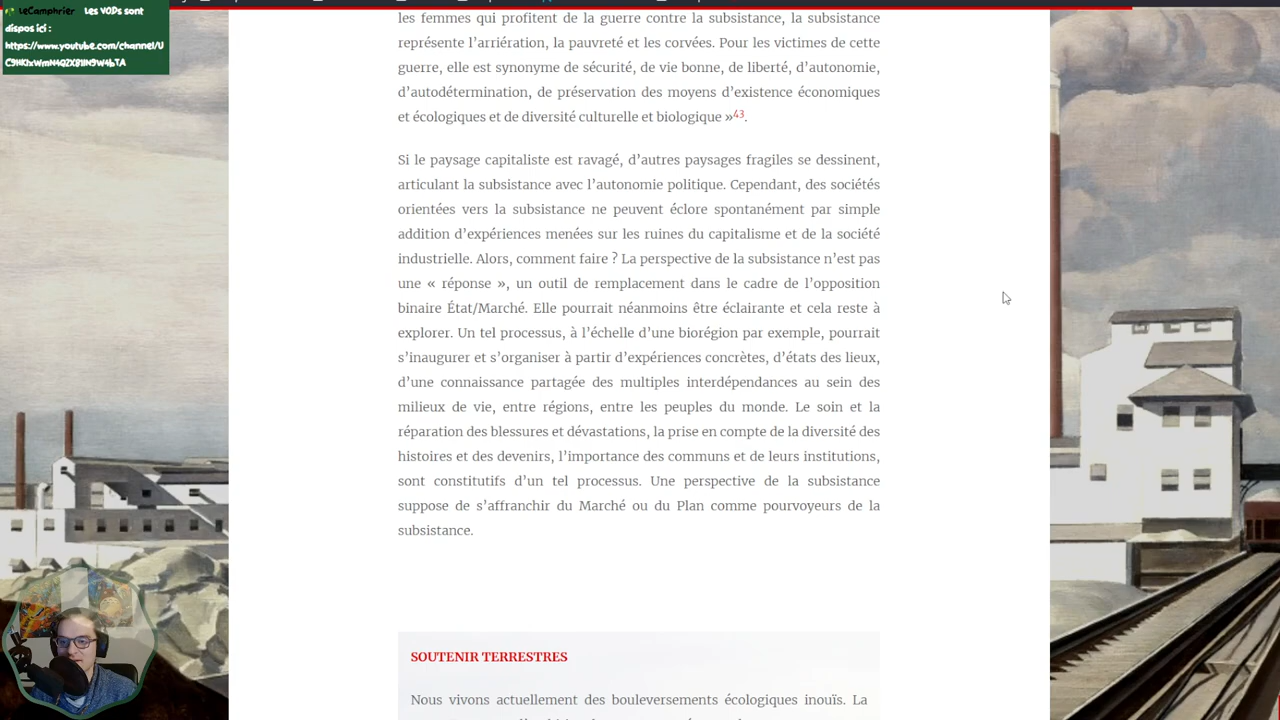 LeCamphrier Les VODs sont
dispos ici :
https://www.youtube.com/channel/U
les femmes qui profitent de la guerre contre la subsistance, la subsistance
représente l’arriération, la pauvreté et les corvées. Pour les victimes de cette
guerre, elle est synonyme de sécurité, de vie bonne, de liberté, d’autonomie,
d’autodétermination, de préservation des moyens d’existence économiques
et écologiques et de diversité culturelle et biologique »43.
Si le paysage capitaliste est ravagé, d’autres paysages fragiles se dessinent,
articulant la subsistance avec l’autonomie politique. Cependant, des sociétés
orientées vers la subsistance ne peuvent éclore spontanément par simple
addition d’expériences menées sur les ruines du capitalisme et de la société
industrielle. Alors, comment faire ? La perspective de la subsistance n’est pas
une « réponse », un outil de remplacement dans le cadre de l’opposition
binaire État/Marché. Elle pourrait néanmoins être éclairante et cela reste à
explorer. Un tel processus, à l’échelle d’une biorégion par exemple, pourrait
s’inaugurer et s’organiser à partir d’expériences concrètes, d’états des lieux,
d’une connaissance partagée des multiples interdépendances au sein des
milieux de vie, entre régions, entre les peuples du monde. Le soin et la
réparation des blessures et dévastations, la prise en compte de la diversité des
histoires et des devenirs, l’importance des communs et de leurs institutions,
sont constitutifs d’un tel processus. Une perspective de la subsistance
suppose de s’affranchir du Marché ou du Plan comme pourvoyeurs de la
subsistance.
SOUTENIR TERRESTRES
Nous vivons actuellement des bouleversements écologiques inouïs. La